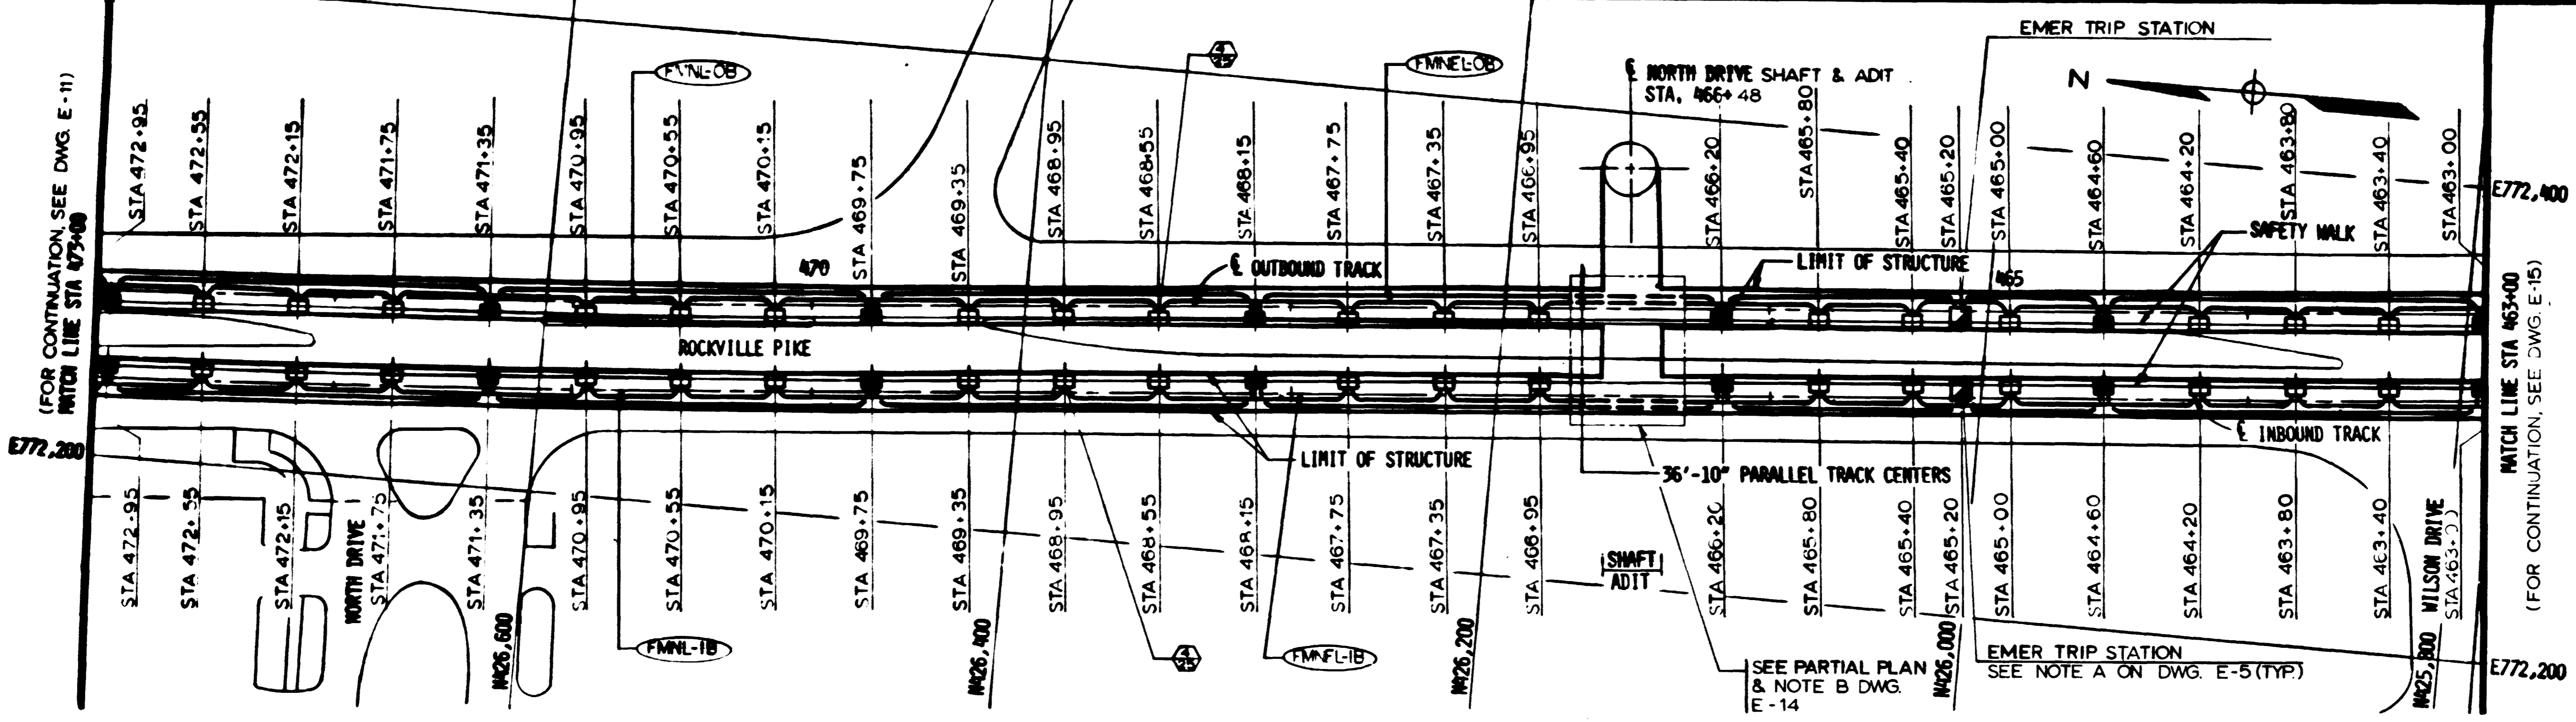 EMER TRIP STATION
FMNL-OB
4
25
FMNEL-OB
℄ NORTH DRIVE SHAFT & ADIT
STA. 466+48
N
(FOR CONTINUATION, SEE DWG. E-11)
MATCH LINE STA 473+00
STA 472+95
STA 472+55
STA 472+15
STA 471+75
STA 471+35
STA 470+95
STA 470+55
STA 470+15
STA 469+75
STA 469+35
STA 468+95
STA 468+55
STA 468+15
STA 467+75
STA 467+35
STA 466+95
STA 466+20
STA 465+80
STA 465+40
STA 465+20
STA 465+00
STA 464+60
STA 464+20
STA 463+80
STA 463+40
STA 463+00
E772,400
SAFETY WALK
470
℄ OUTBOUND TRACK
LIMIT OF STRUCTURE
465
ROCKVILLE PIKE
MATCH LINE STA 463+00
(FOR CONTINUATION, SEE DWG. E-15)
℄ INBOUND TRACK
E772,200
LIMIT OF STRUCTURE
36'-10" PARALLEL TRACK CENTERS
STA 472+95
STA 472+55
STA 472+15
NORTH DRIVE
STA 471+75
STA 471+35
N426,600
STA 470+95
STA 470+55
STA 470+15
STA 469+75
STA 469+35
N426,400
STA 468+95
STA 468+55
STA 468+15
STA 467+75
STA 467+35
N426,200
STA 466+95
SHAFT
ADIT
STA 466+20
STA 465+80
STA 465+40
N426,000
STA 465+20
STA 465+00
STA 464+60
STA 464+20
STA 463+80
STA 463+40
N425,800 WILSON DRIVE
STA 463+00
FMNL-IB
4
25
FMNEL-IB
SEE PARTIAL PLAN
& NOTE B DWG.
E-14
EMER TRIP STATION
SEE NOTE A ON DWG. E-5 (TYP.)
E772,200